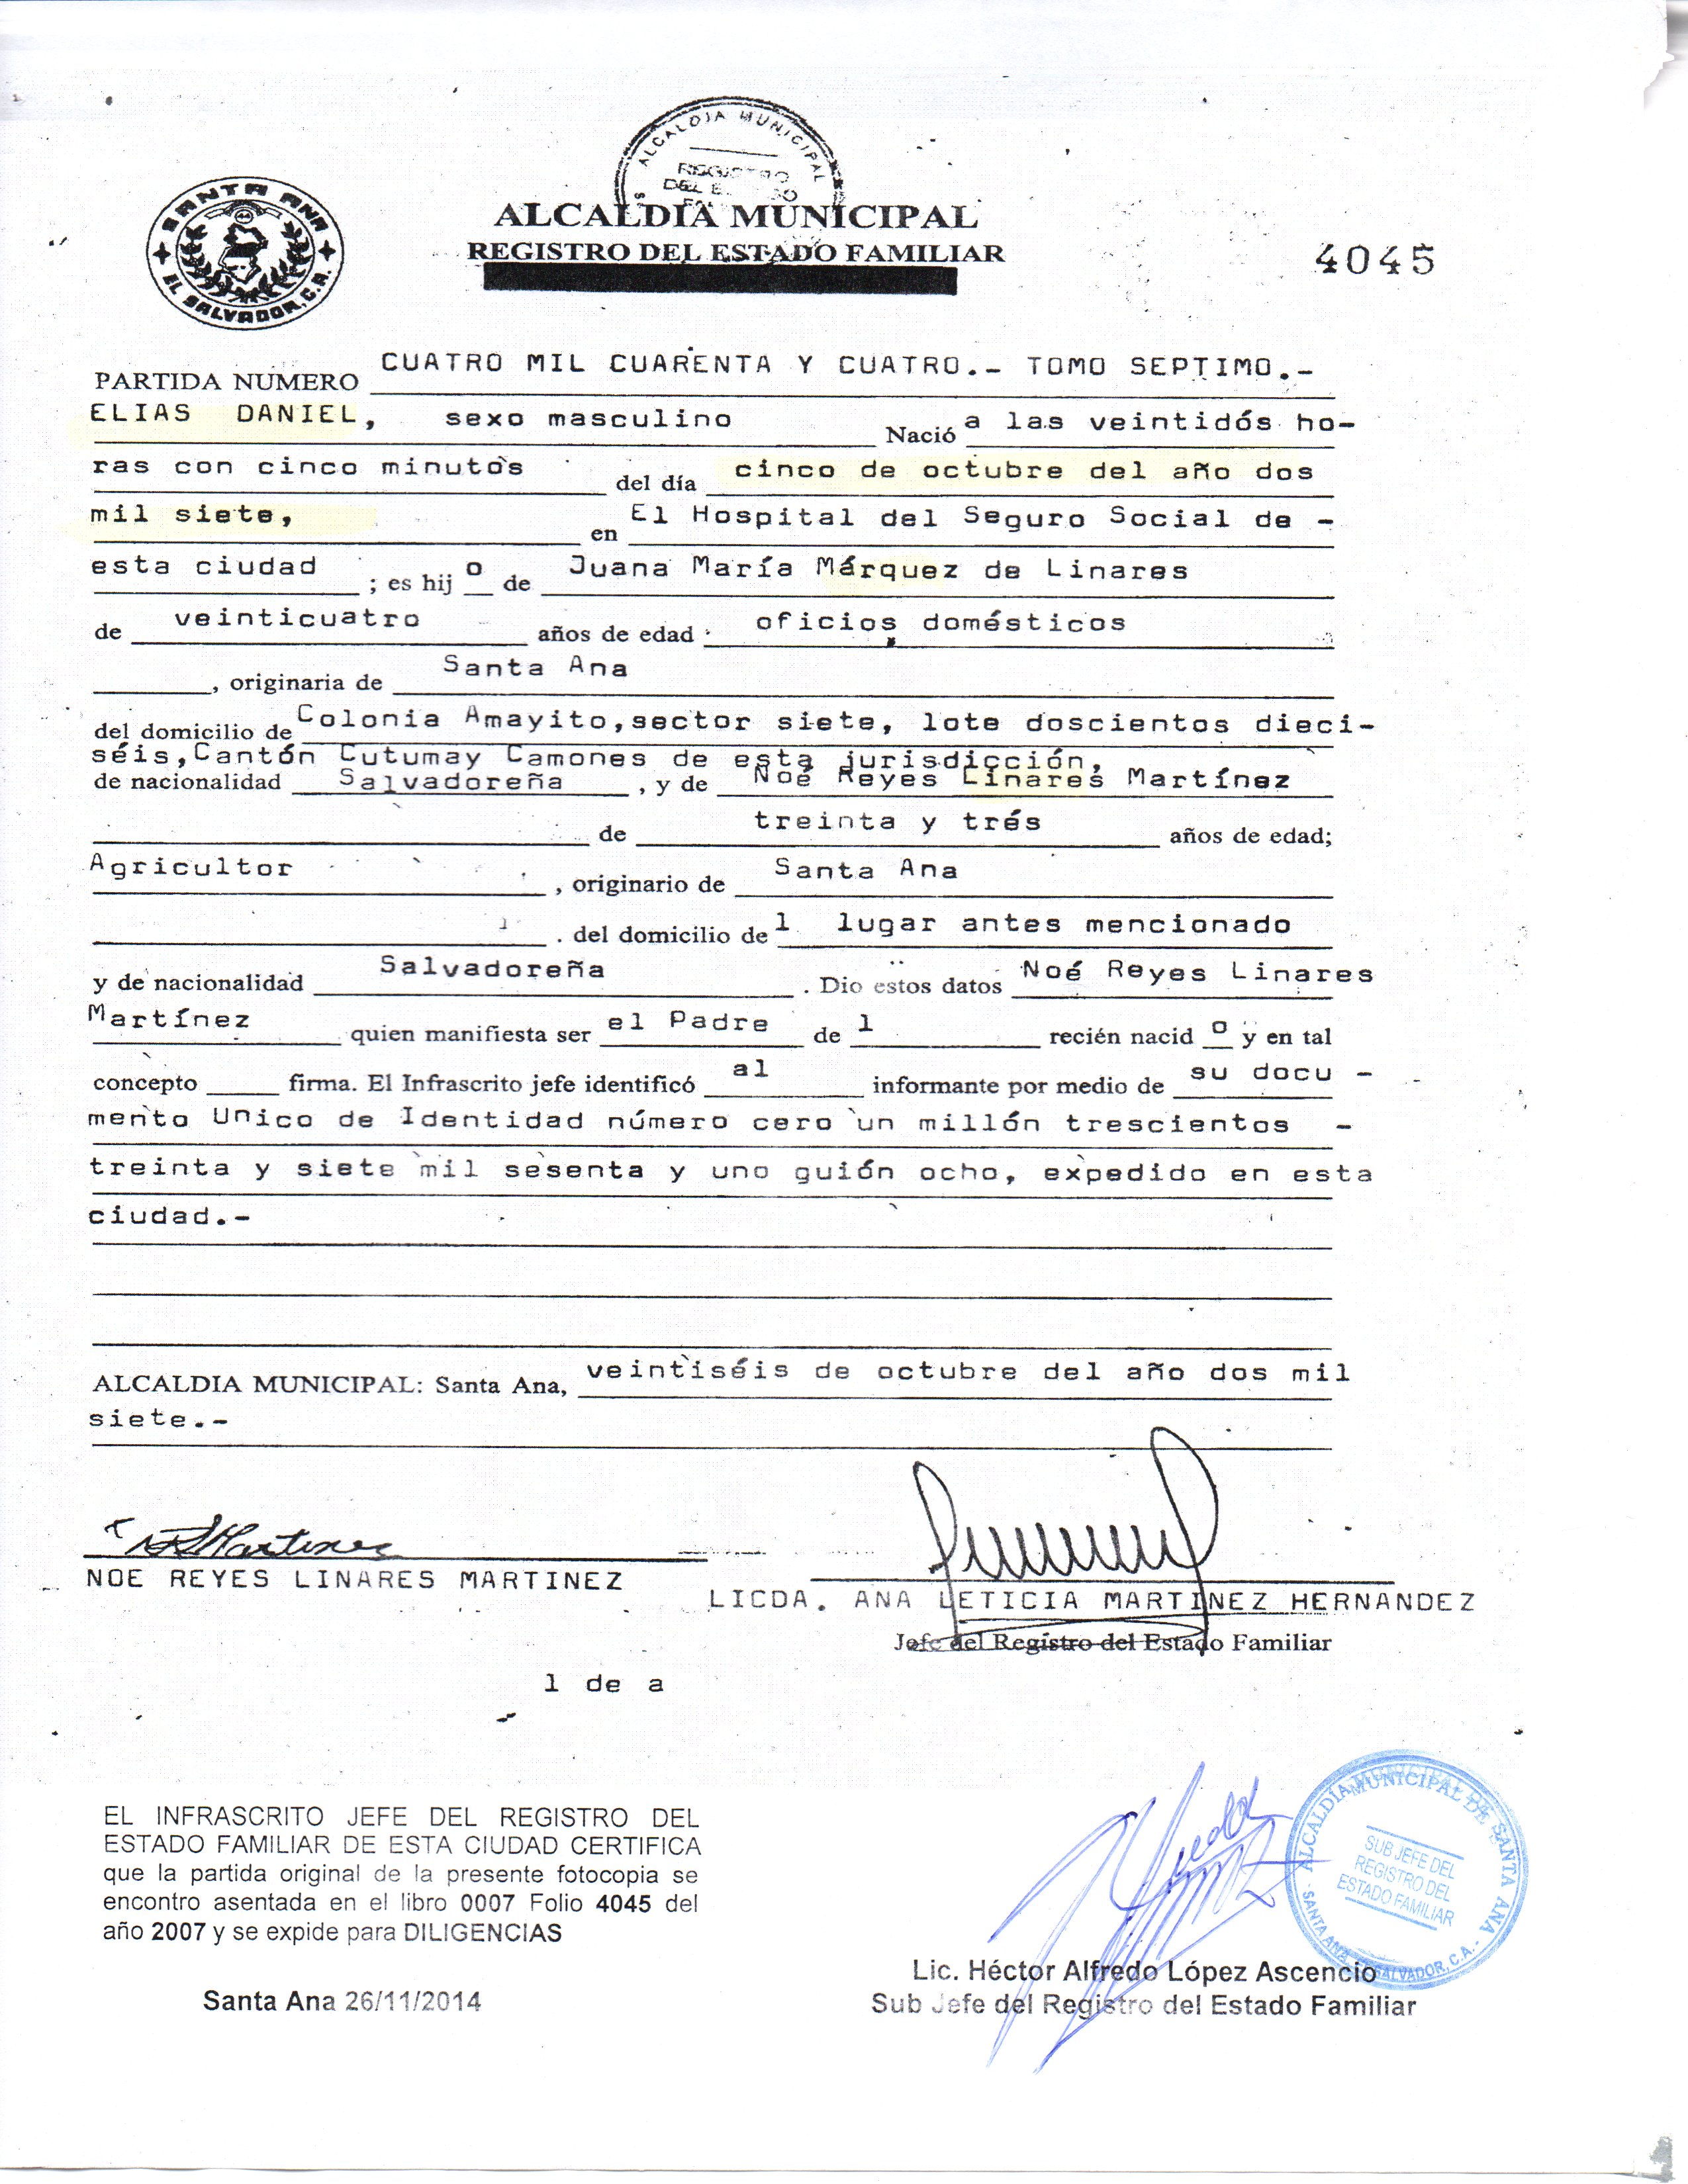 ALCALDIA MUNICIPAL
REGISTRO
SANTA ANA
EL SALVADOR, C.A.
ALCALDIA MUNICIPAL
REGISTRO DEL ESTADO FAMILIAR
4045
PARTIDA NUMERO CUATRO MIL CUARENTA Y CUATRO.- TOMO SEPTIMO.-
ELIAS DANIEL, sexo masculino Nació a las veintidós ho-
ras con cinco minutos del día cinco de octubre del año dos
mil siete, en El Hospital del Seguro Social de -
esta ciudad ; es hij o de Juana María Márquez de Linares
de veinticuatro años de edad oficios domésticos
, originaria de Santa Ana
del domicilio de Colonia Amayito,sector siete, lote doscientos dieci-
séis,Cantón Cutumay Camones de esta jurisdicción,
de nacionalidad Salvadoreña , y de Noé Reyes Linares Martínez
de treinta y trés años de edad;
Agricultor , originario de Santa Ana
. del domicilio de l lugar antes mencionado
y de nacionalidad Salvadoreña . Dio estos datos Noé Reyes Linares
Martínez quien manifiesta ser el Padre de l recién nacid o y en tal
concepto firma. El Infrascrito jefe identificó al informante por medio de su docu -
mento Unico de Identidad número cero un millón trescientos -
treinta y siete mil sesenta y uno guión ocho, expedido en esta
ciudad.-
ALCALDIA MUNICIPAL: Santa Ana, veintiséis de octubre del año dos mil
siete.-
NOE REYES LINARES MARTINEZ
LICDA. ANA LETICIA MARTINEZ HERNANDEZ
Jefe del Registro del Estado Familiar
l de a
EL INFRASCRITO JEFE DEL REGISTRO DEL
ESTADO FAMILIAR DE ESTA CIUDAD CERTIFICA
que la partida original de la presente fotocopia se
encontro asentada en el libro 0007 Folio 4045 del
año 2007 y se expide para DILIGENCIAS
Santa Ana 26/11/2014
ALCALDÍA MUNICIPAL DE SANTA ANA
SUB JEFE DEL
REGISTRO DEL
ESTADO FAMILIAR
SANTA ANA, EL SALVADOR, C.A.
Lic. Héctor Alfredo López Ascencio
Sub Jefe del Registro del Estado Familiar